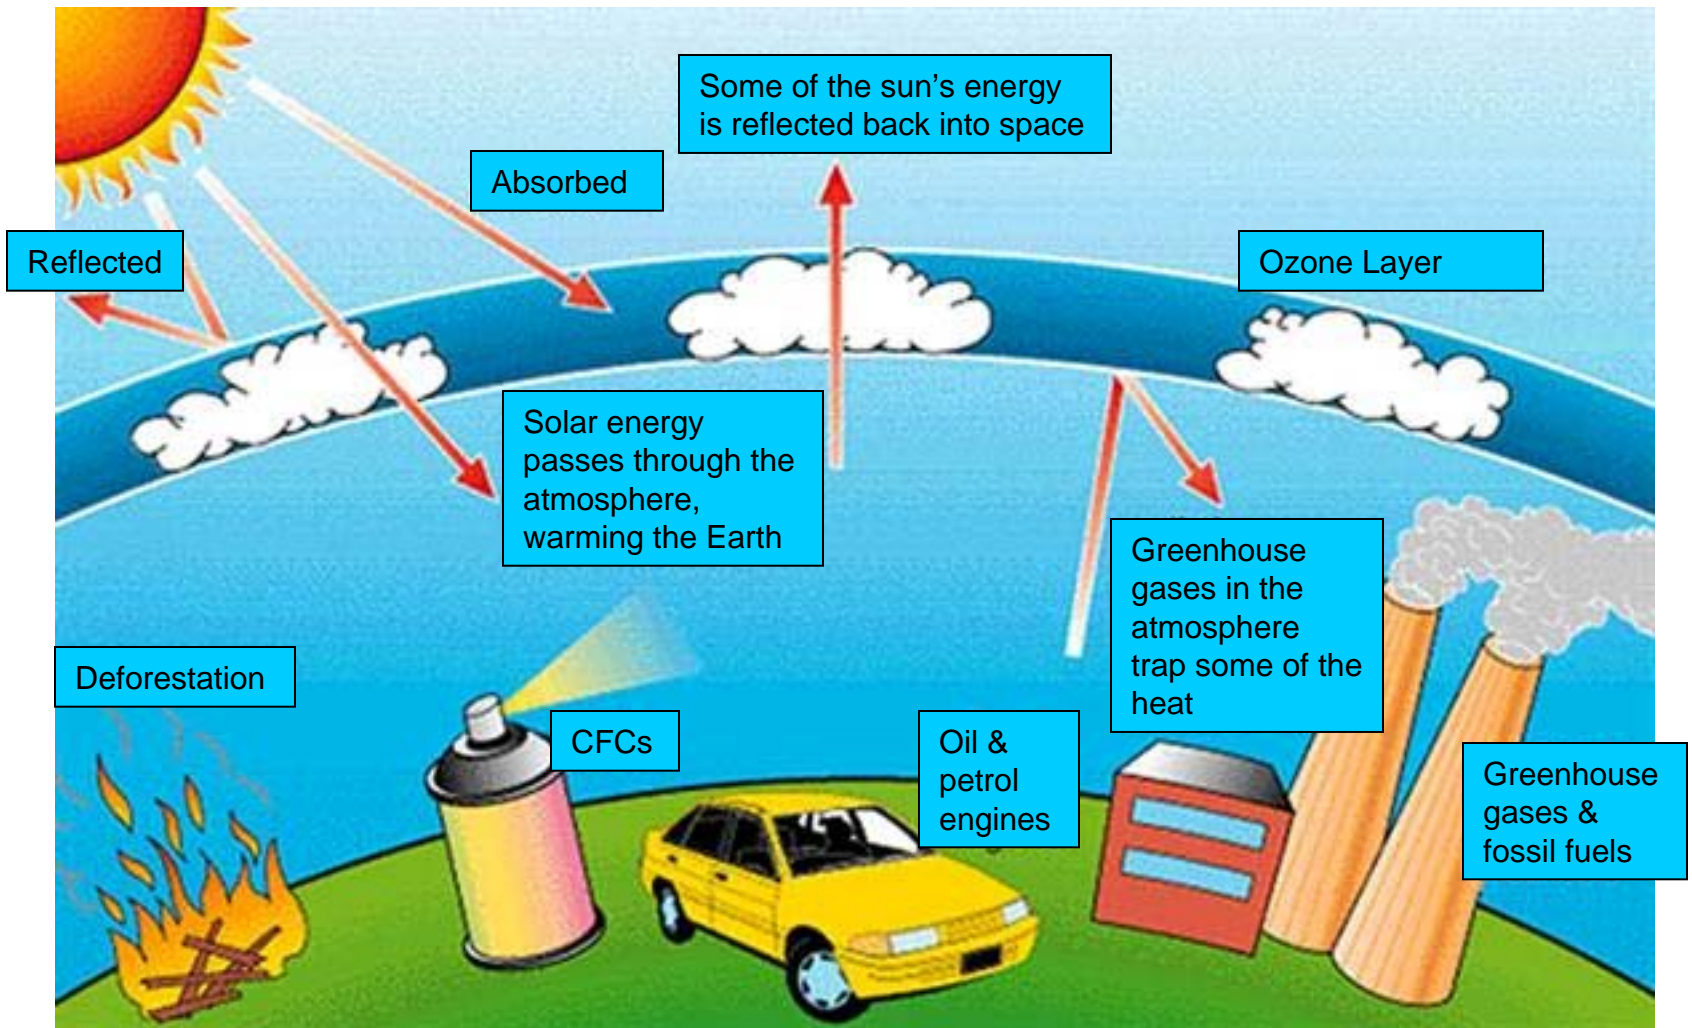 Some of the sun’s energy
is reflected back into space
Absorbed
Reflected
Ozone Layer
Solar energy
passes through the
atmosphere,
warming the Earth
Greenhouse
gases in the
atmosphere
trap some of the
heat
Deforestation
CFCs
Oil &
petrol
engines
Greenhouse
gases &
fossil fuels